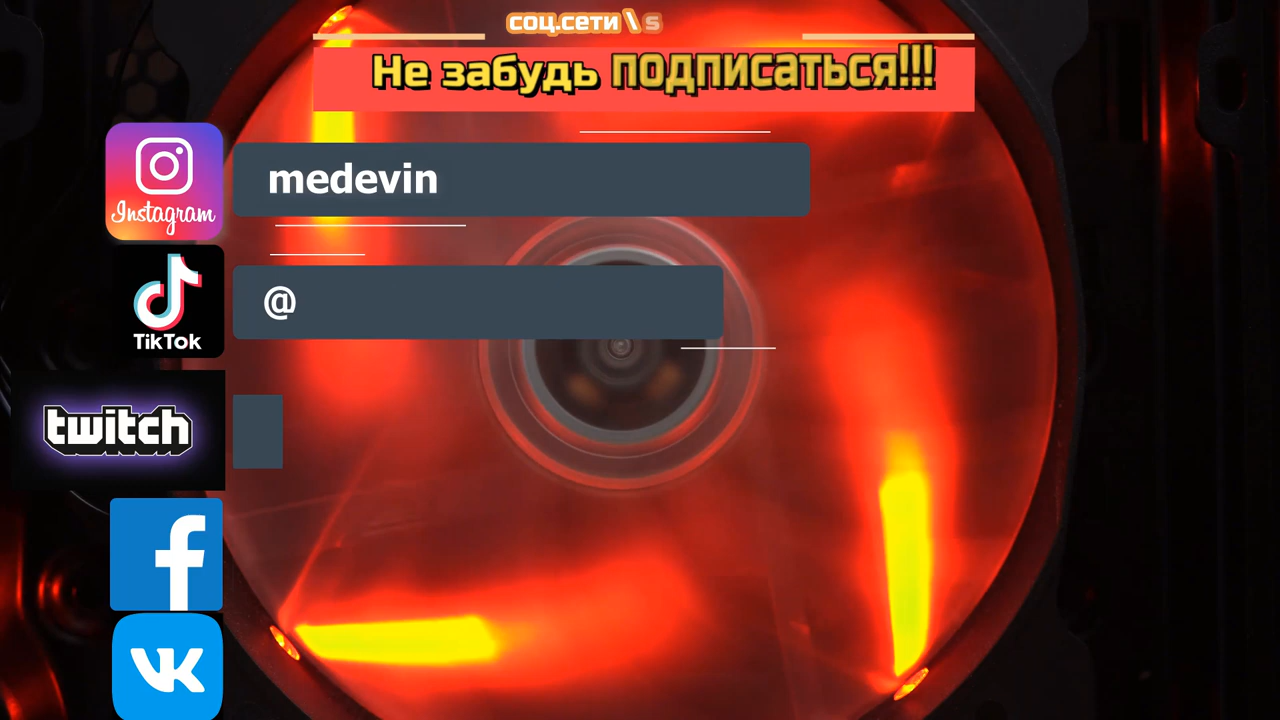 соц.сети \ s
Не забудь подписаться!!!
Instagram
medevin
TikTok
@
twitch
f
VK